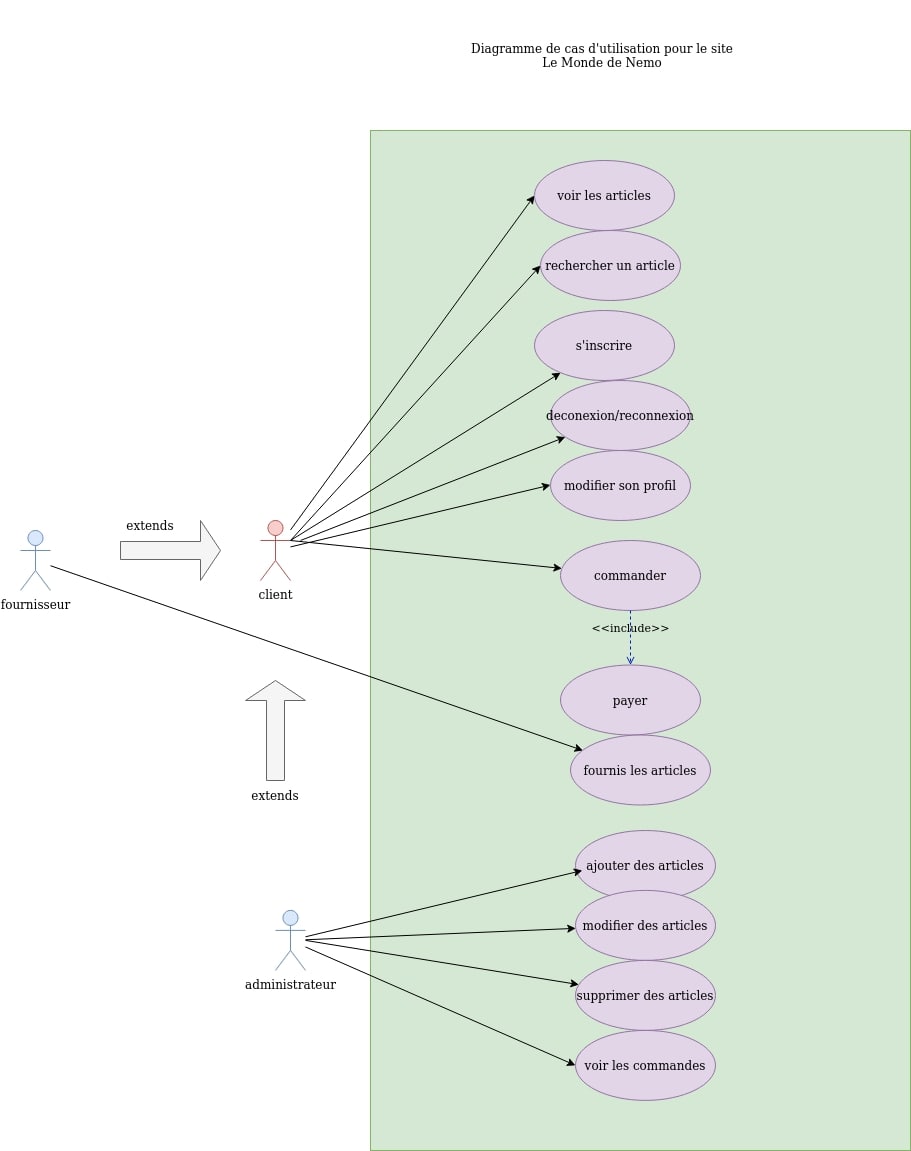 Diagramme de cas d'utilisation pour le site
Le Monde de Nemo
voir les articles
rechercher un article
s'inscrire
deconexion/reconnexion
modifier son profil
extends
client
fournisseur
commander
<<include>>
payer
fournis les articles
extends
ajouter des articles
modifier des articles
administrateur
supprimer des articles
voir les commandes